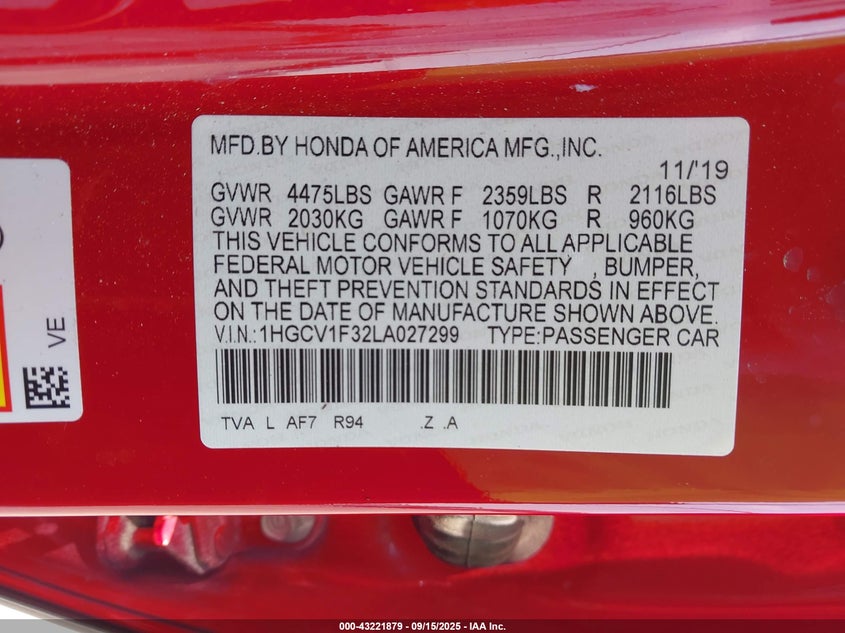 MFD.BY HONDA OF AMERICA MFG.,INC.
11/'19
GVWR 4475LBS GAWR F 2359LBS R 2116LBS
GVWR 2030KG GAWR F 1070KG R 960KG
THIS VEHICLE CONFORMS TO ALL APPLICABLE
FEDERAL MOTOR VEHICLE SAFETY , BUMPER,
AND THEFT PREVENTION STANDARDS IN EFFECT
ON THE DATE OF MANUFACTURE SHOWN ABOVE.
V.I.N.:1HGCV1F32LA027299 TYPE:PASSENGER CAR
TVA L AF7 R94 .Z .A
VE
000-43221879 - 09/15/2025 - IAA Inc.